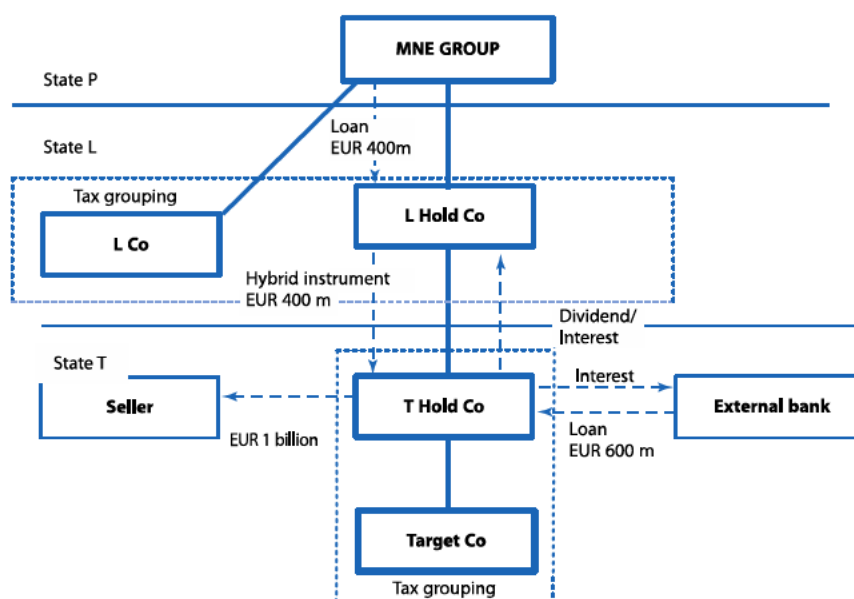 MNE GROUP
State P
Loan
EUR 400m
State L
Tax grouping
L Hold Co
L Co
Hybrid instrument
EUR 400 m
Dividend/
Interest
State T
Interest
Seller
T Hold Co
External bank
EUR 1 billion
Loan
EUR 600 m
Target Co
Tax grouping